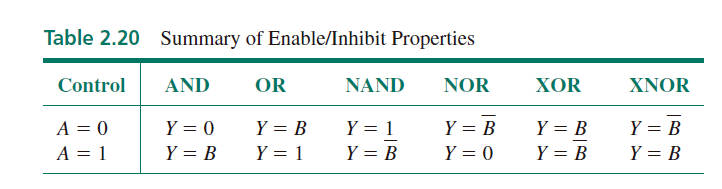 Table 2.20 Summary of Enable/Inhibit Properties
Control AND OR NAND NOR XOR XNOR
A = 0 Y = 0 Y = B Y = 1 Y = B̅ Y = B Y = B̅
A = 1 Y = B Y = 1 Y = B̅ Y = 0 Y = B̅ Y = B